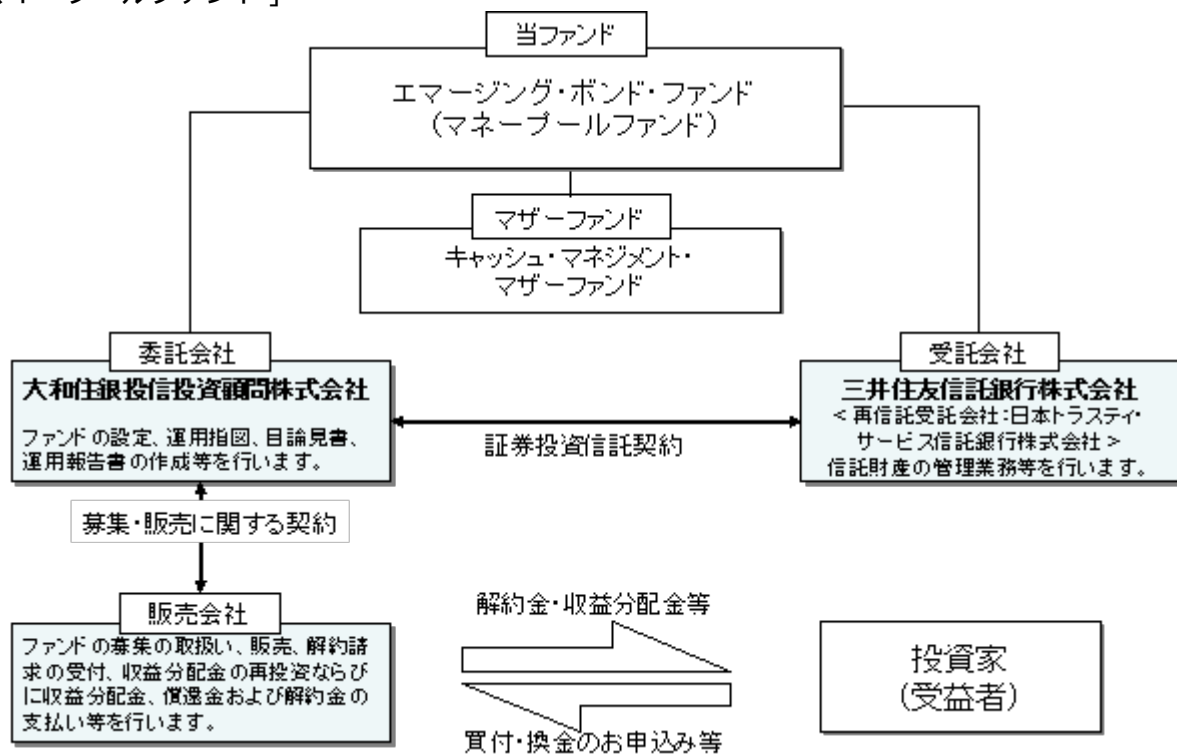 当ファンド
エマージング・ボンド・ファンド
(マネープールファンド)
マザーファンド
キャッシュ・マネジメント・
マザーファンド
委託会社
大和住銀投信投資顧問株式会社
ファンドの設定、運用指図、目論見書、
運用報告書の作成等を行います。
証券投資信託契約
受託会社
三井住友信託銀行株式会社
<再信託受託会社:日本トラスティ・
サービス信託銀行株式会社>
信託財産の管理業務等を行います。
募集・販売に関する契約
販売会社
ファンドの募集の取扱い、販売、解約請
求の受付、収益分配金の再投資ならび
に収益分配金、償還金および解約金の
支払い等を行います。
解約金・収益分配金等
買付・換金のお申込み等
投資家
(受益者)